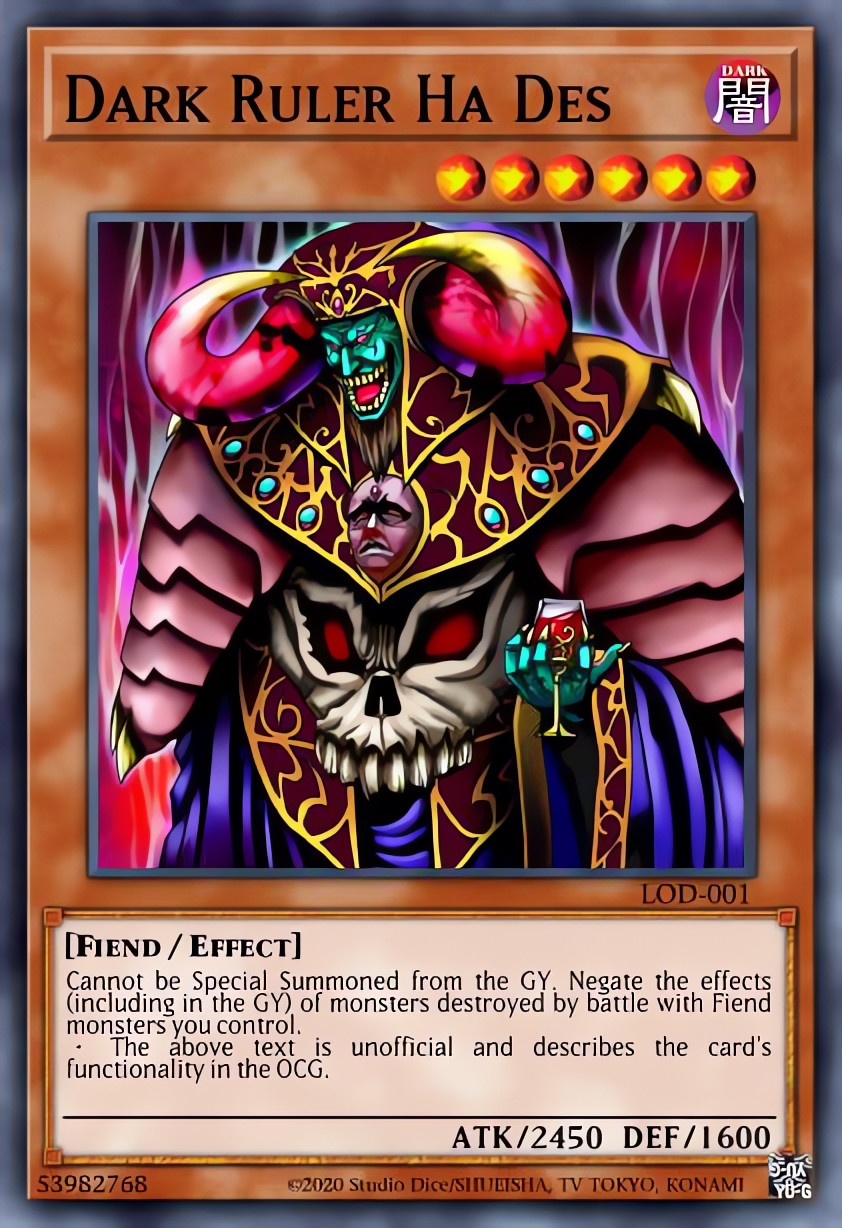 Dark Ruler Ha Des
DARK
闇
LOD-001
[Fiend / Effect]
Cannot be Special Summoned from the GY. Negate the effects
(including in the GY) of monsters destroyed by battle with Fiend
monsters you control.
· The above text is unofficial and describes the card's
functionality in the OCG.
ATK/2450 DEF/1600
53982768
©2020 Studio Dice/SHUEISHA, TV TOKYO, KONAMI